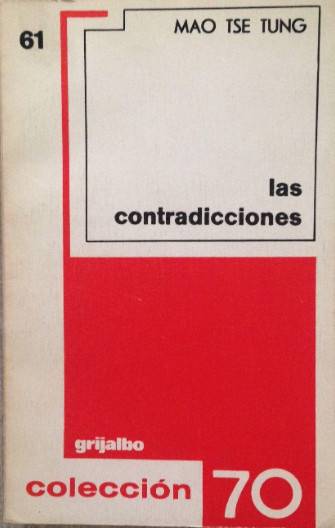 61
MAO TSE TUNG
las
contradicciones
grijalbo
colección 70